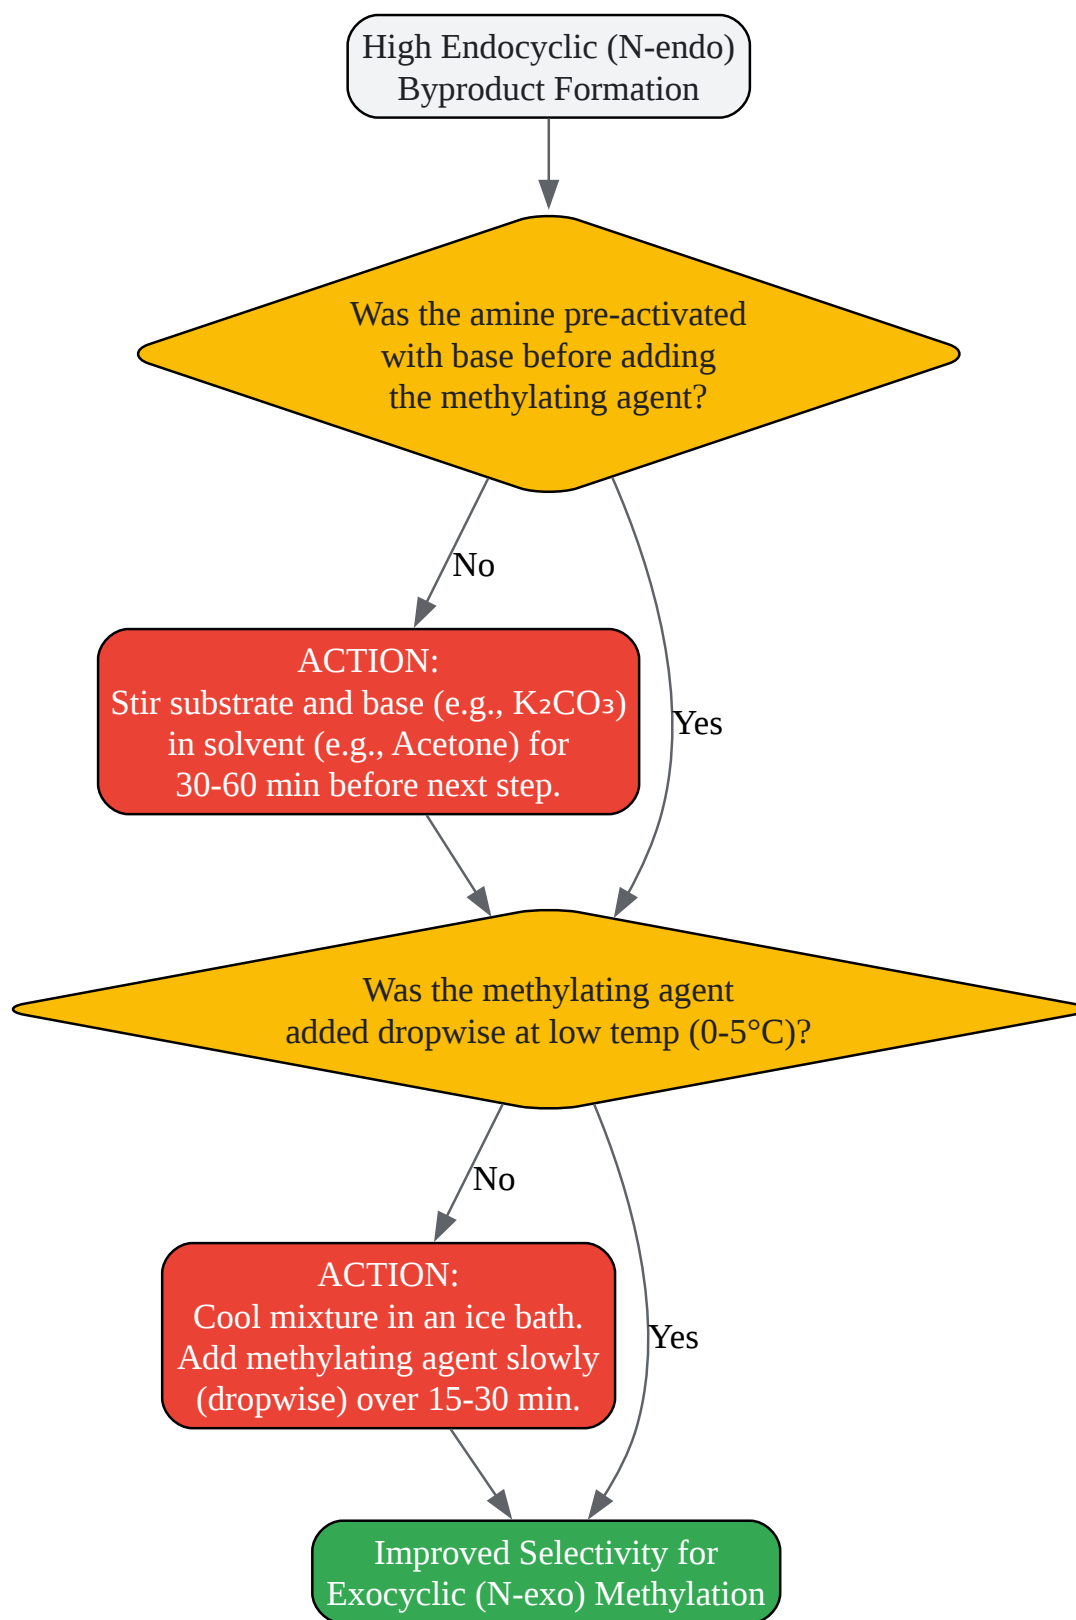 High Endocyclic (N-endo)
Byproduct Formation
Was the amine pre-activated
with base before adding
the methylating agent?
No
Yes
ACTION:
Stir substrate and base (e.g., K₂CO₃)
in solvent (e.g., Acetone) for
30-60 min before next step.
Was the methylating agent
added dropwise at low temp (0-5°C)?
No
Yes
ACTION:
Cool mixture in an ice bath.
Add methylating agent slowly
(dropwise) over 15-30 min.
Improved Selectivity for
Exocyclic (N-exo) Methylation